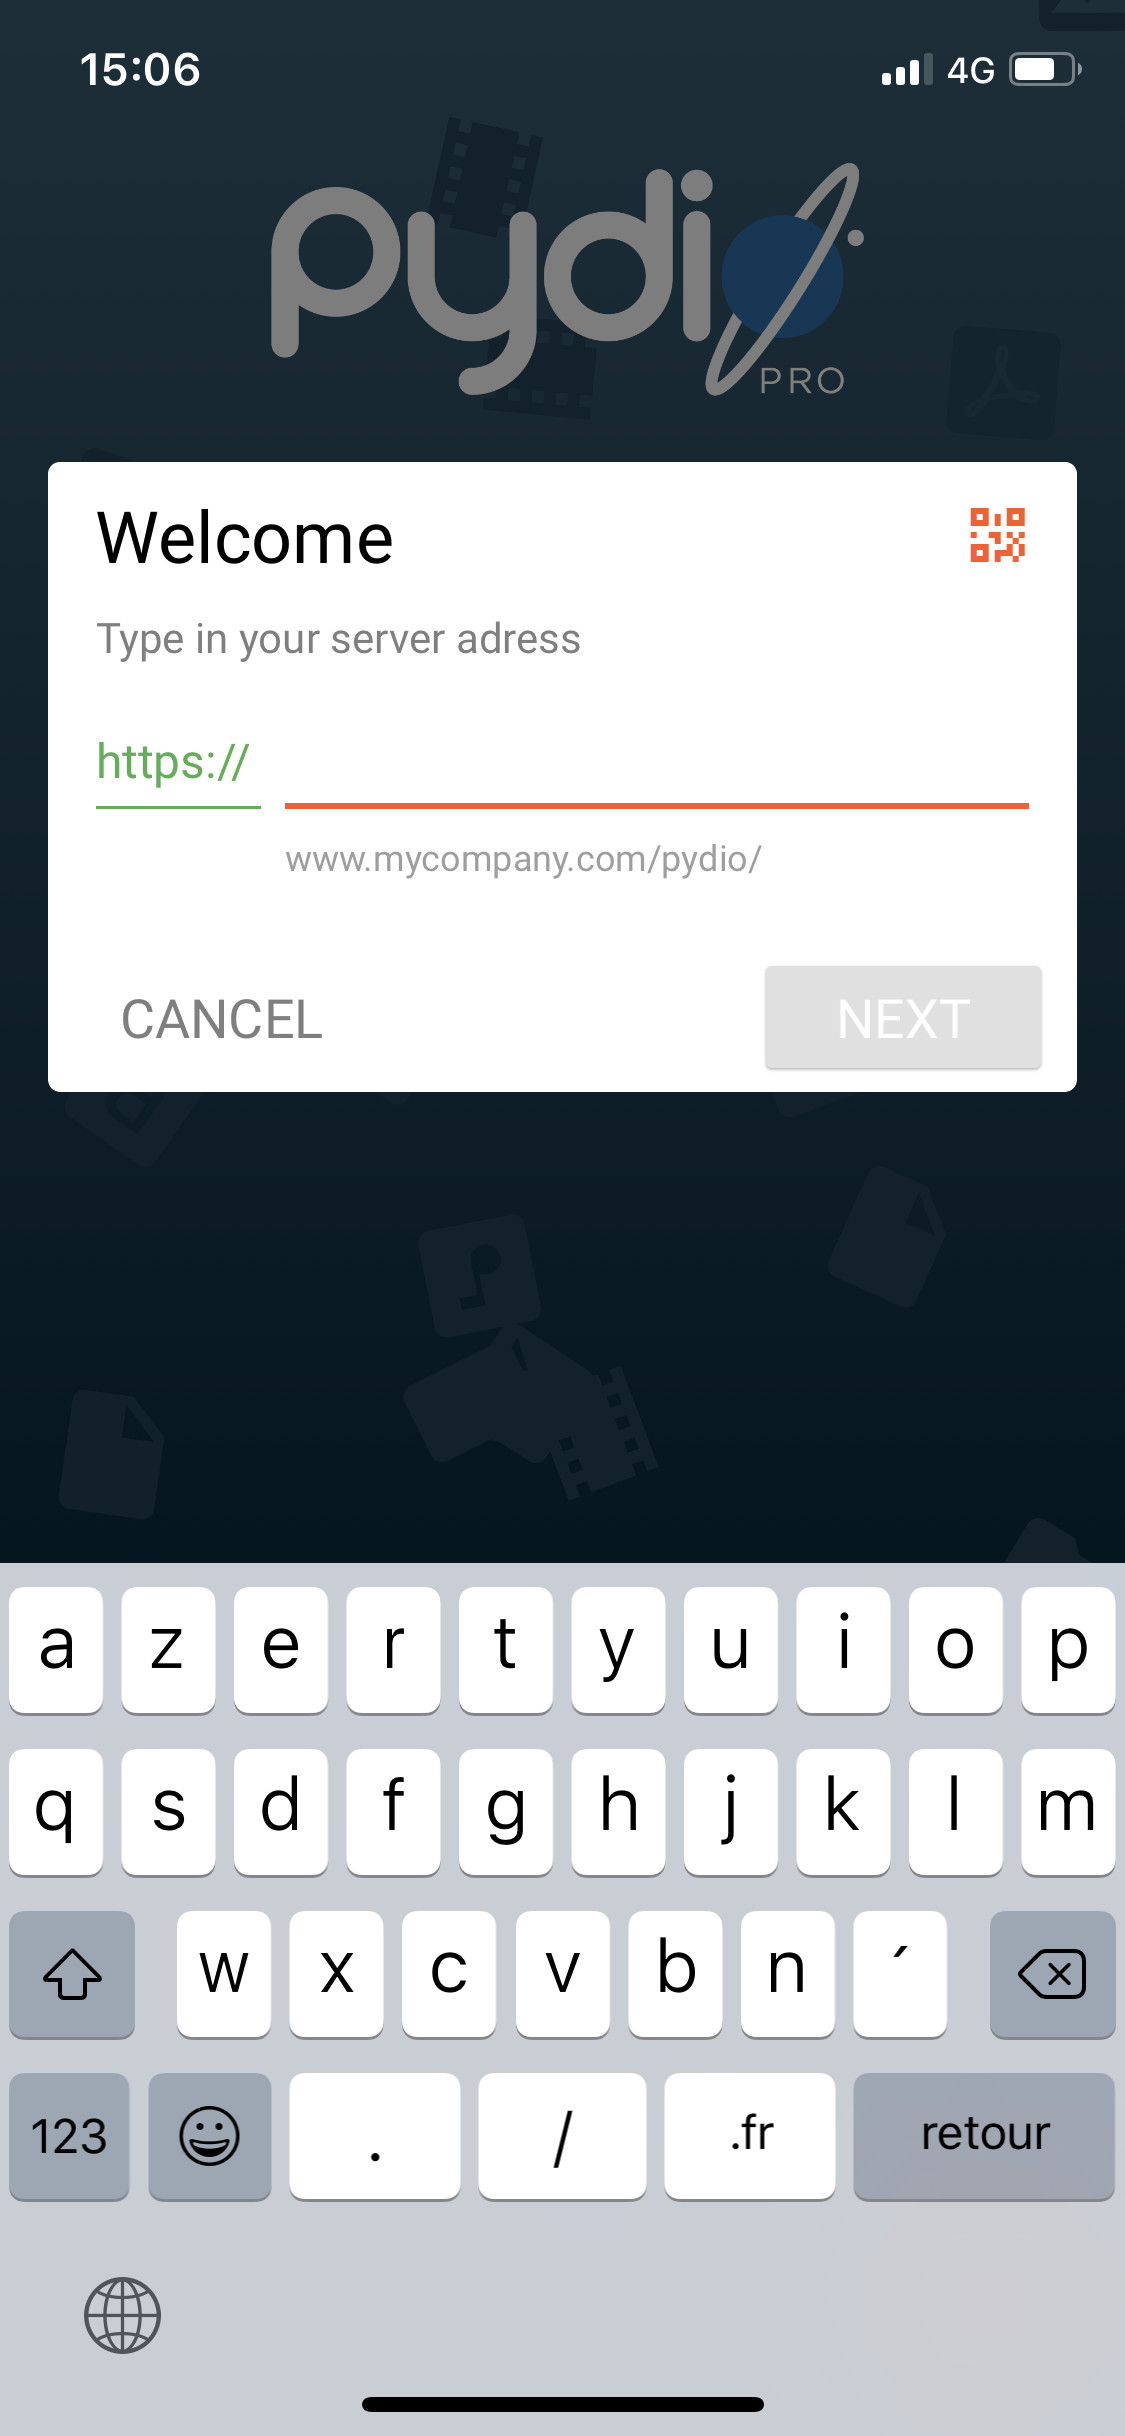 15:06 4G
pydio
PRO
Welcome
Type in your server adress
https://
www.mycompany.com/pydio/
CANCEL NEXT
a z e r t y u i o p
q s d f g h j k l m
w x c v b n ´
123 . / .fr retour